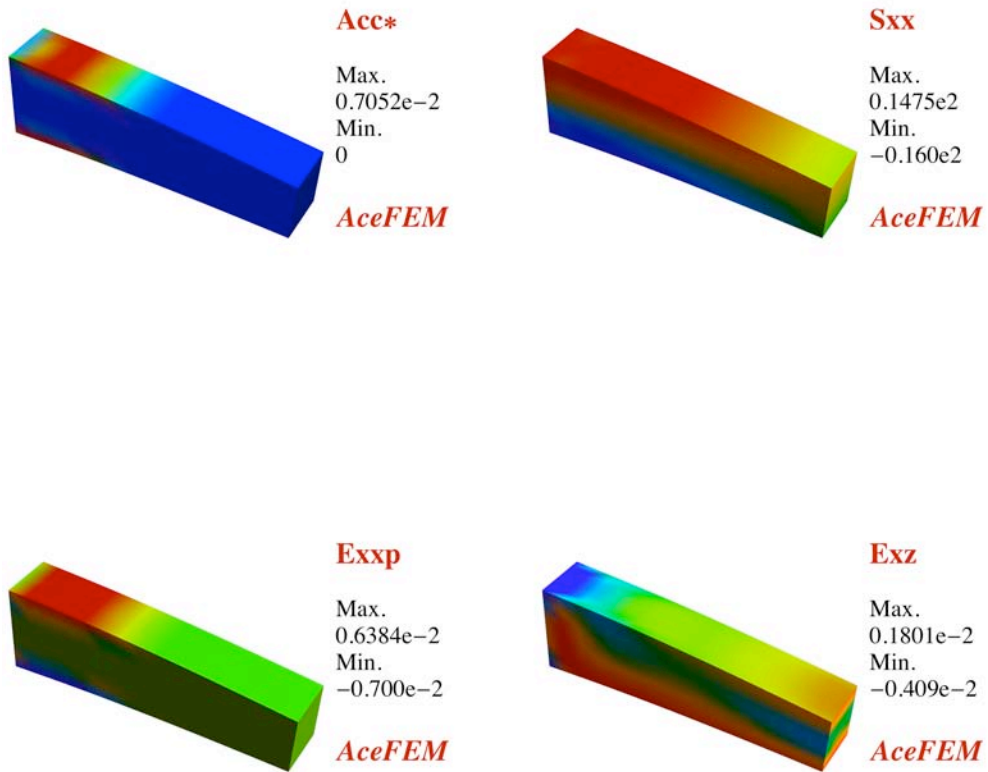 Acc*
Max.
0.7052e−2
Min.
0
AceFEM
Sxx
Max.
0.1475e2
Min.
−0.160e2
AceFEM
Exxp
Max.
0.6384e−2
Min.
−0.700e−2
AceFEM
Exz
Max.
0.1801e−2
Min.
−0.409e−2
AceFEM